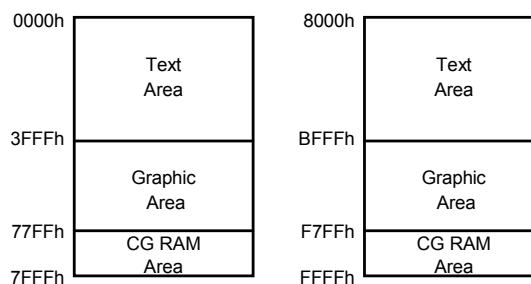 0000h
Text
Area
3FFFh
Graphic
Area
77FFh
CG RAM
Area
7FFFh
8000h
Text
Area
BFFFh
Graphic
Area
F7FFh
CG RAM
Area
FFFFh